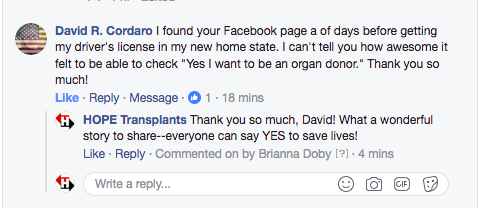 David R. Cordaro I found your Facebook page a of days before getting
my driver's license in my new home state. I can't tell you how awesome it
felt to be able to check "Yes I want to be an organ donor." Thank you so
much!
Like · Reply · Message · 1 · 18 mins
HOPE Transplants Thank you so much, David! What a wonderful
story to share--everyone can say YES to save lives!
Like · Reply · Commented on by Brianna Doby [?] · 4 mins
Write a reply...
GIF